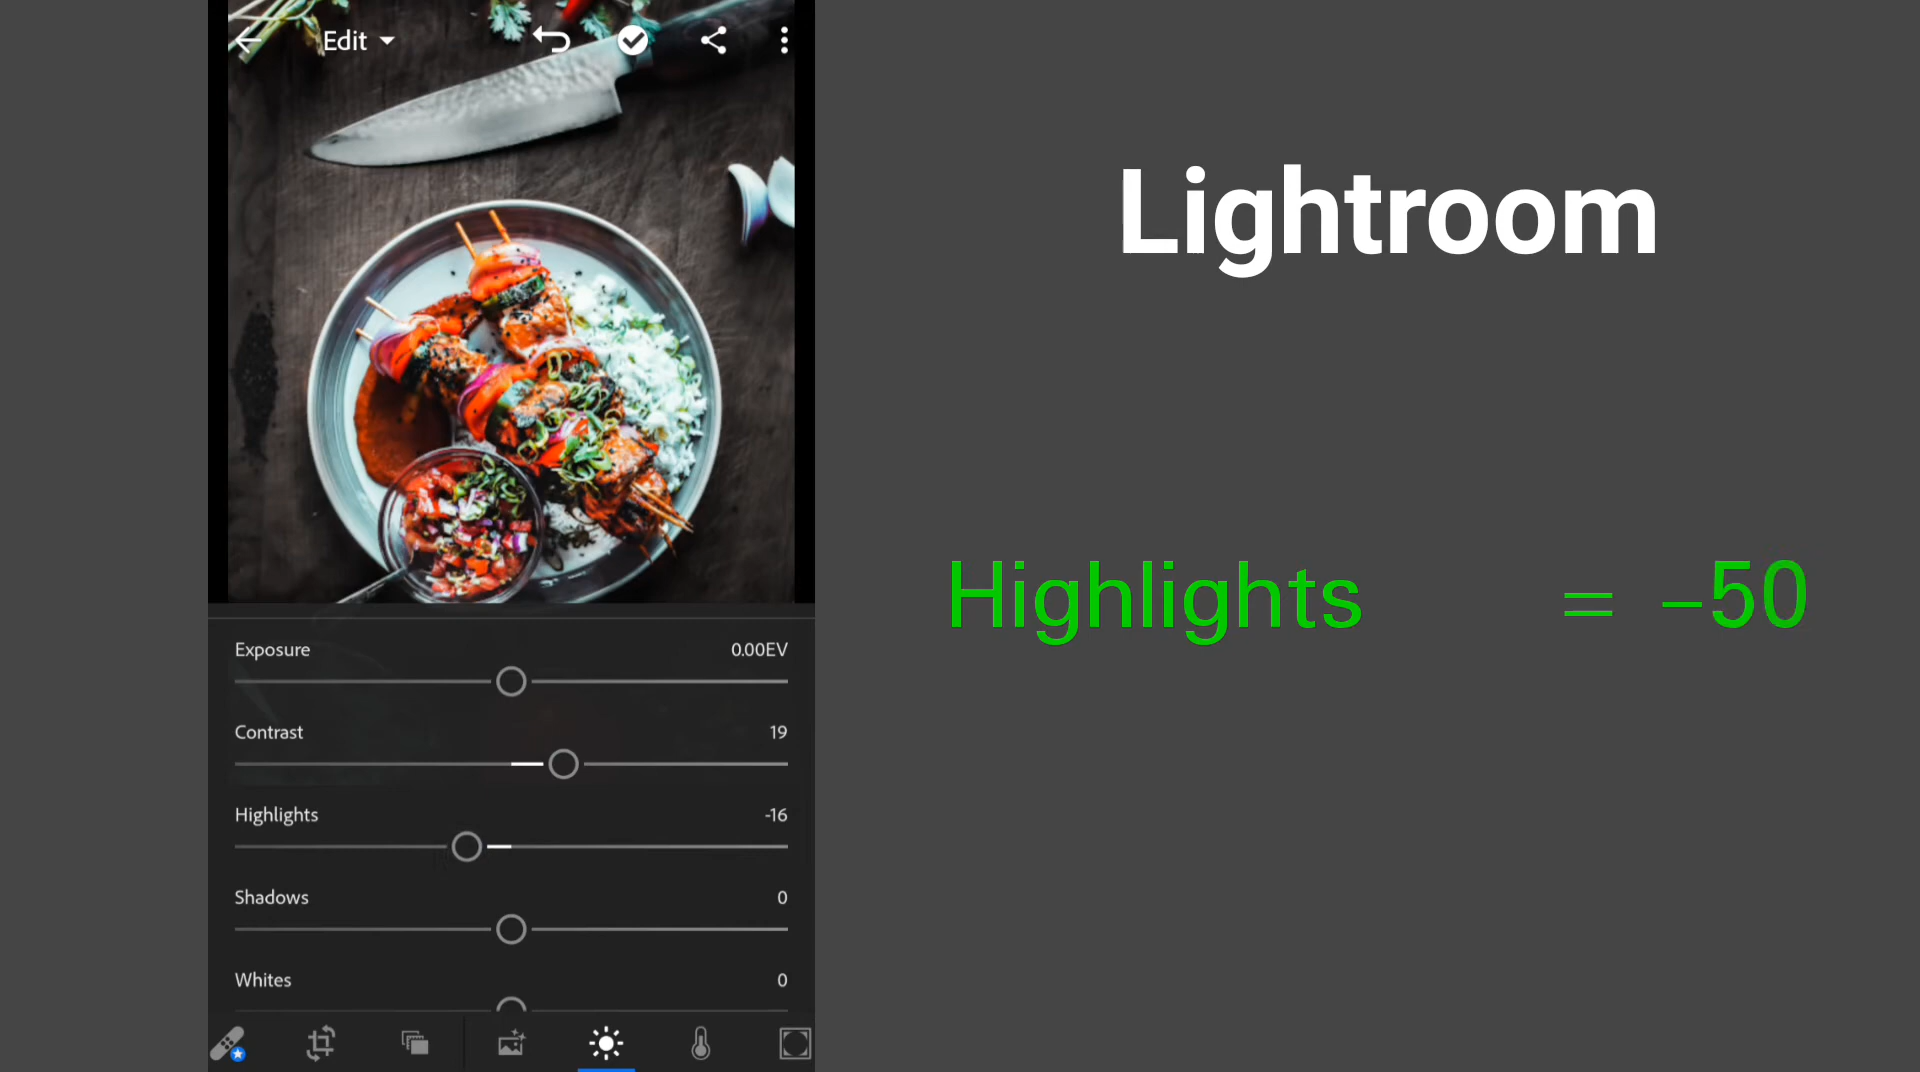 Edit
Lightroom
Highlights = -50
Exposure 0.00EV
Contrast 19
Highlights -16
Shadows 0
Whites 0